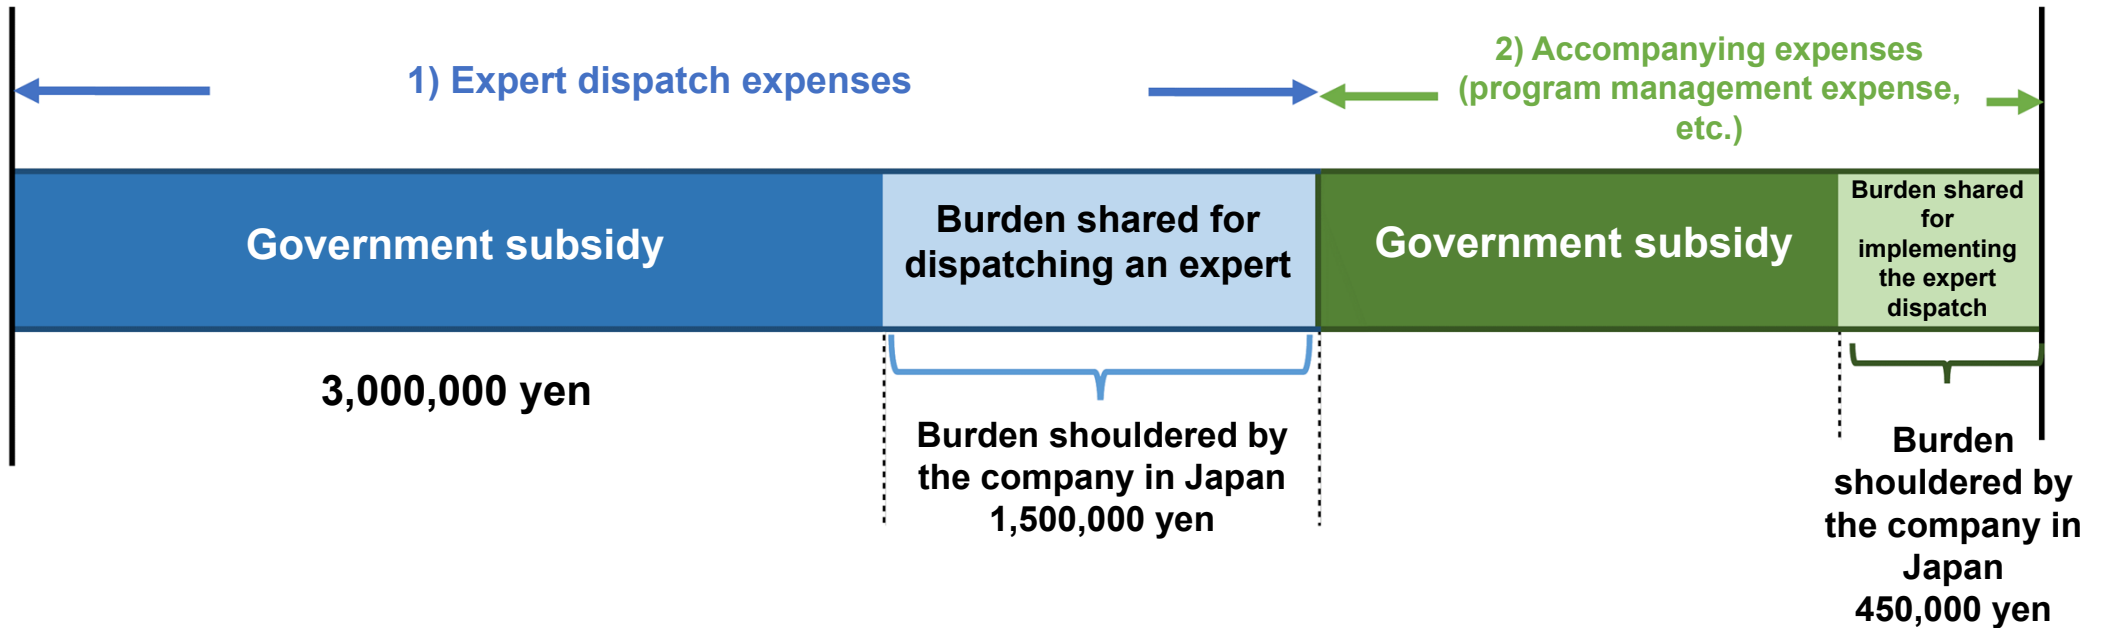 1) Expert dispatch expenses
2) Accompanying expenses
(program management expense,
etc.)
Government subsidy
Burden shared for
dispatching an expert
Government subsidy
Burden shared
for
implementing
the expert
dispatch
3,000,000 yen
Burden shouldered by
the company in Japan
1,500,000 yen
Burden
shouldered by
the company in
Japan
450,000 yen